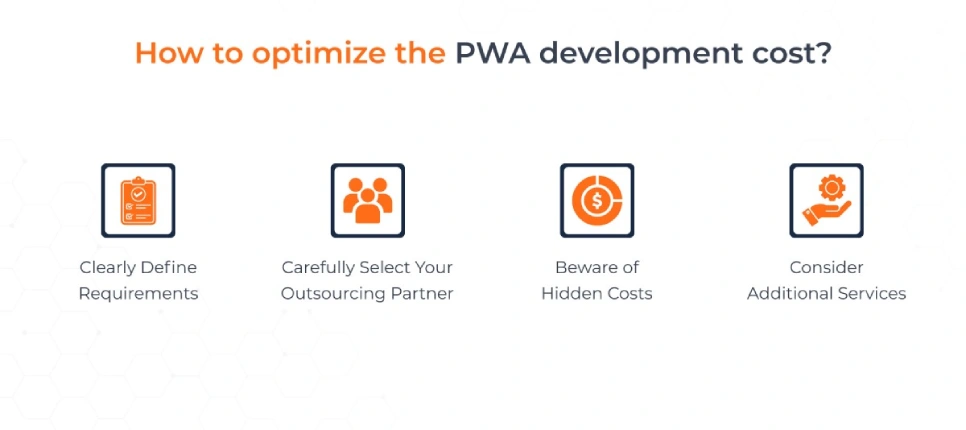 How to optimize the PWA development cost?
Clearly Define
Requirements
Carefully Select Your
Outsourcing Partner
Beware of
Hidden Costs
Consider
Additional Services